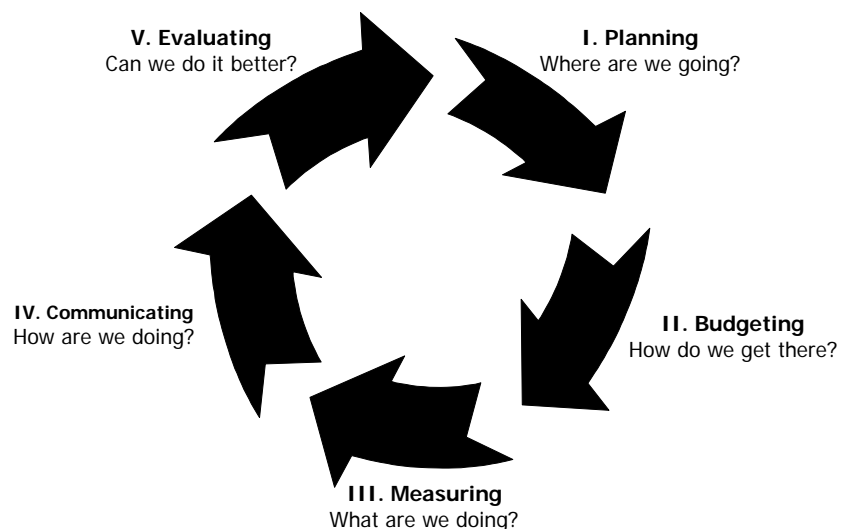 V. Evaluating
Can we do it better?
I. Planning
Where are we going?
IV. Communicating
How are we doing?
II. Budgeting
How do we get there?
III. Measuring
What are we doing?